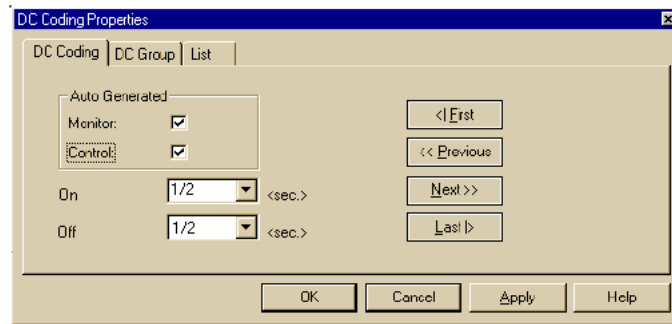 DC Coding Properties
DC Coding DC Group List
Auto Generated
Monitor:
Control:
On 1/2 <sec.>
Off 1/2 <sec.>
<| First
<< Previous
Next >>
Last |>
OK Cancel Apply Help